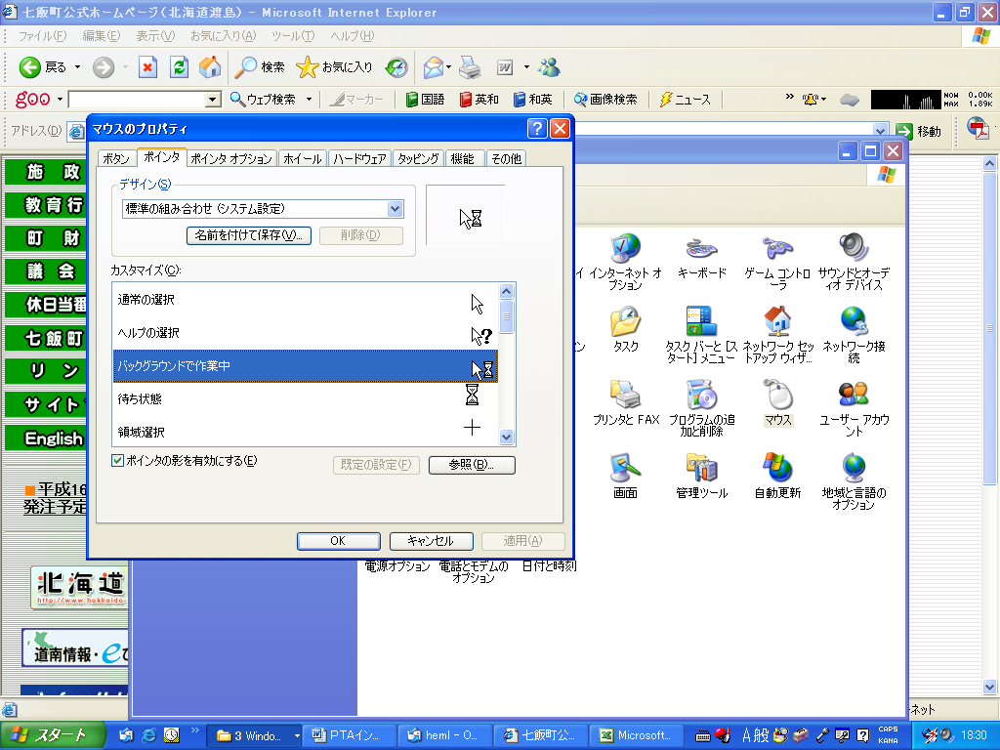 七飯町公式ホームページ(北海道渡島) - Microsoft Internet Explorer
ファイル(F) 編集(E) 表示(V) お気に入り(A) ツール(T) ヘルプ(H)
戻る 検索 お気に入り
goo ウェブ検索 マーカー 国語 英和 和英 画像検索 ニュース » NOW 0.00K
MAX 1.89K
アドレス(D) 移動
マウスのプロパティ
ボタン ポインタ ポインタ オプション ホイール ハードウェア タッピング 機能 その他
デザイン(S)
標準の組み合わせ (システム設定)
名前を付けて保存(V)... 削除(D)
カスタマイズ(C):
通常の選択
ヘルプの選択
バックグラウンドで作業中
待ち状態
領域選択
ポインタの影を有効にする(E)
既定の設定(F) 参照(B)...
OK キャンセル 適用(A)
施 政
教育行
町 財
議 会
休日当番
七飯町
リ ン
サイト
English
■平成16
発注予定
北海道
http://www.hokkaido-
道南情報・eひ
インターネット オプション
キーボード
ゲーム コントローラ
サウンドとオーディオ デバイス
タスク
タスク バーと [スタート] メニュー
ネットワーク セットアップ ウィザ...
ネットワーク接続
プリンタと FAX
プログラムの追加と削除
マウス
ユーザー アカウント
画面
管理ツール
自動更新
地域と言語のオプション
電源オプション
電話とモデムのオプション
日付と時刻
ネット
スタート » 3 Windo... PTAイン... heml - O... 七飯町公... Microsoft... A 般 CAPS
KANA 18:30